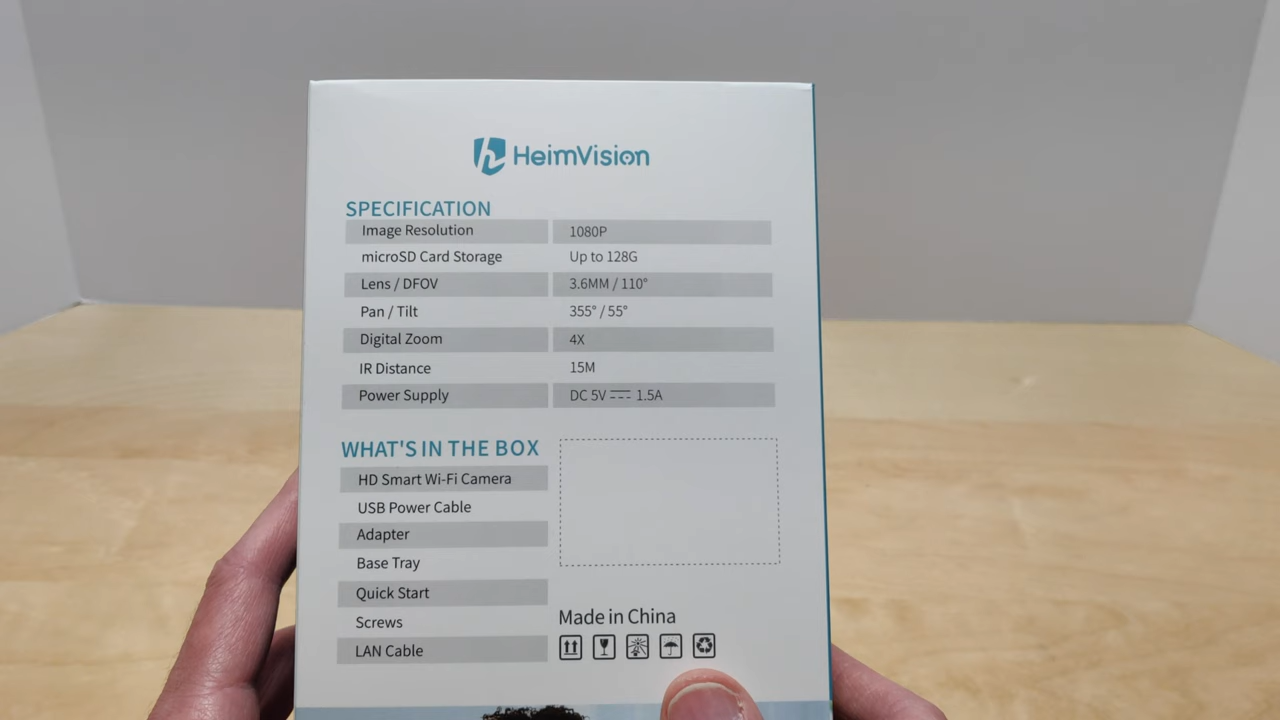 HeimVision
SPECIFICATION
Image Resolution 1080P
microSD Card Storage Up to 128G
Lens / DFOV 3.6MM / 110°
Pan / Tilt 355° / 55°
Digital Zoom 4X
IR Distance 15M
Power Supply DC 5V ⎓ 1.5A
WHAT'S IN THE BOX
HD Smart Wi-Fi Camera
USB Power Cable
Adapter
Base Tray
Quick Start
Screws
LAN Cable
Made in China